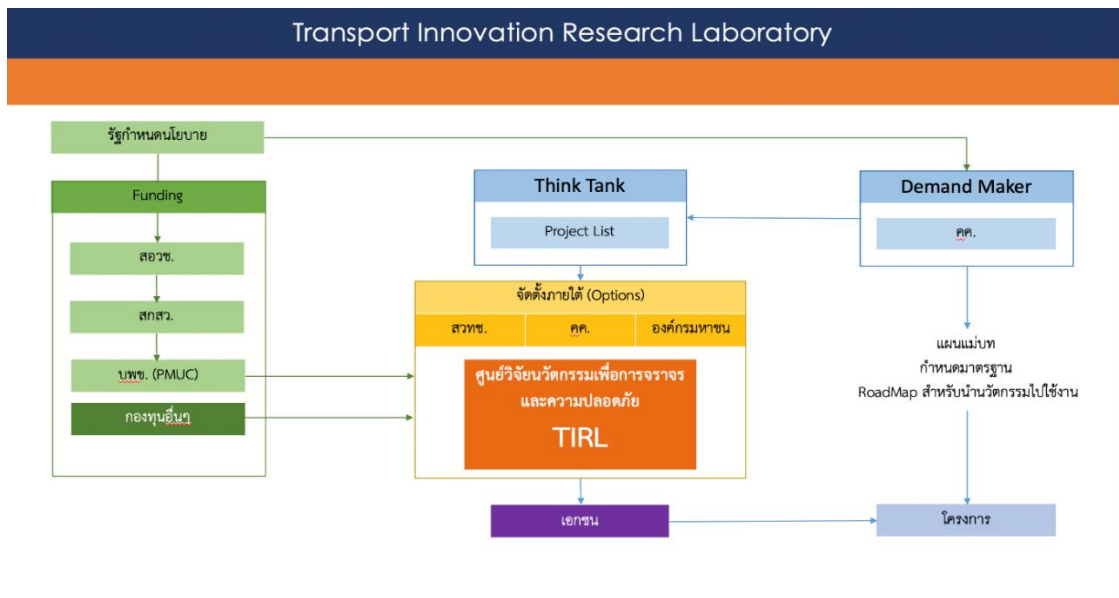 Transport Innovation Research Laboratory
รัฐกำหนดนโยบาย
Funding
สอวช.
สกสว.
บพข. (PMUC)
กองทุนอื่นๆ
Think Tank
Project List
จัดตั้งภายใต้ (Options)
สวทช.
คค.
องค์กรมหาชน
ศูนย์วิจัยนวัตกรรมเพื่อการจราจร
และความปลอดภัย
TIRL
เอกชน
Demand Maker
คค.
แผนแม่บท
กำหนดมาตรฐาน
RoadMap สำหรับนำนวัตกรรมไปใช้งาน
โครงการ